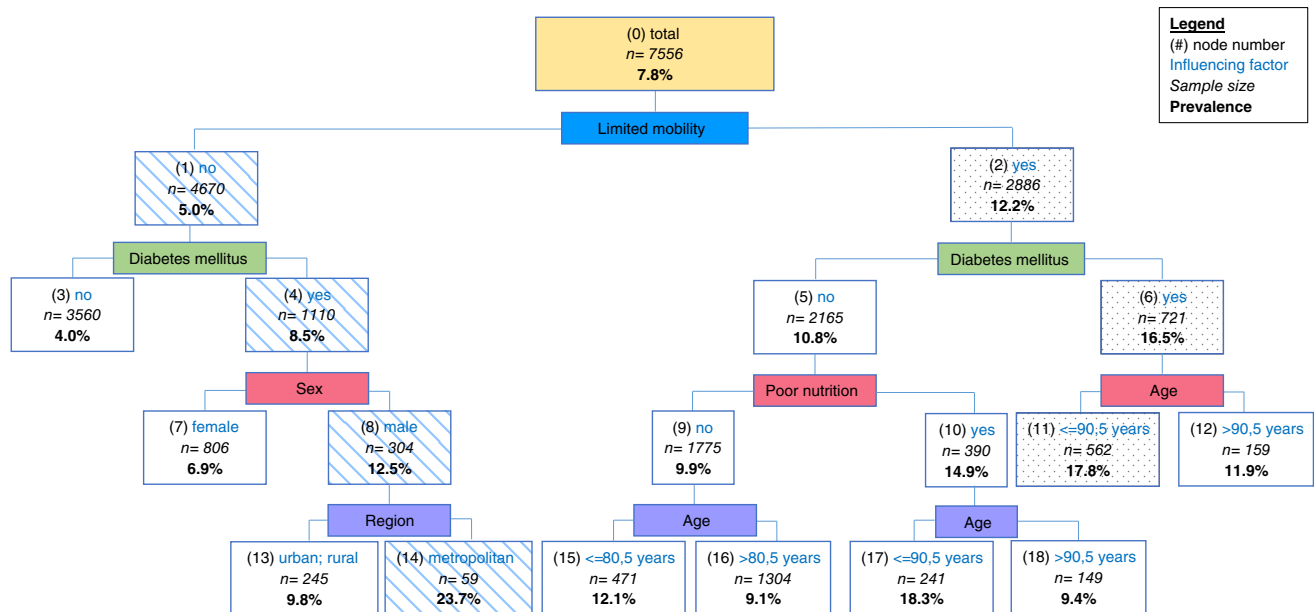 (0) total
n= 7556
7.8%
Legend
(#) node number
Influencing factor
Sample size
Prevalence
Limited mobility
(1) no
n= 4670
5.0%
(2) yes
n= 2886
12.2%
Diabetes mellitus
Diabetes mellitus
(3) no
n= 3560
4.0%
(4) yes
n= 1110
8.5%
(5) no
n= 2165
10.8%
(6) yes
n= 721
16.5%
Sex
Poor nutrition
Age
(7) female
n= 806
6.9%
(8) male
n= 304
12.5%
(9) no
n= 1775
9.9%
(10) yes
n= 390
14.9%
(11) <=90,5 years
n= 562
17.8%
(12) >90,5 years
n= 159
11.9%
Region
Age
Age
(13) urban; rural
n= 245
9.8%
(14) metropolitan
n= 59
23.7%
(15) <=80,5 years
n= 471
12.1%
(16) >80,5 years
n= 1304
9.1%
(17) <=90,5 years
n= 241
18.3%
(18) >90,5 years
n= 149
9.4%